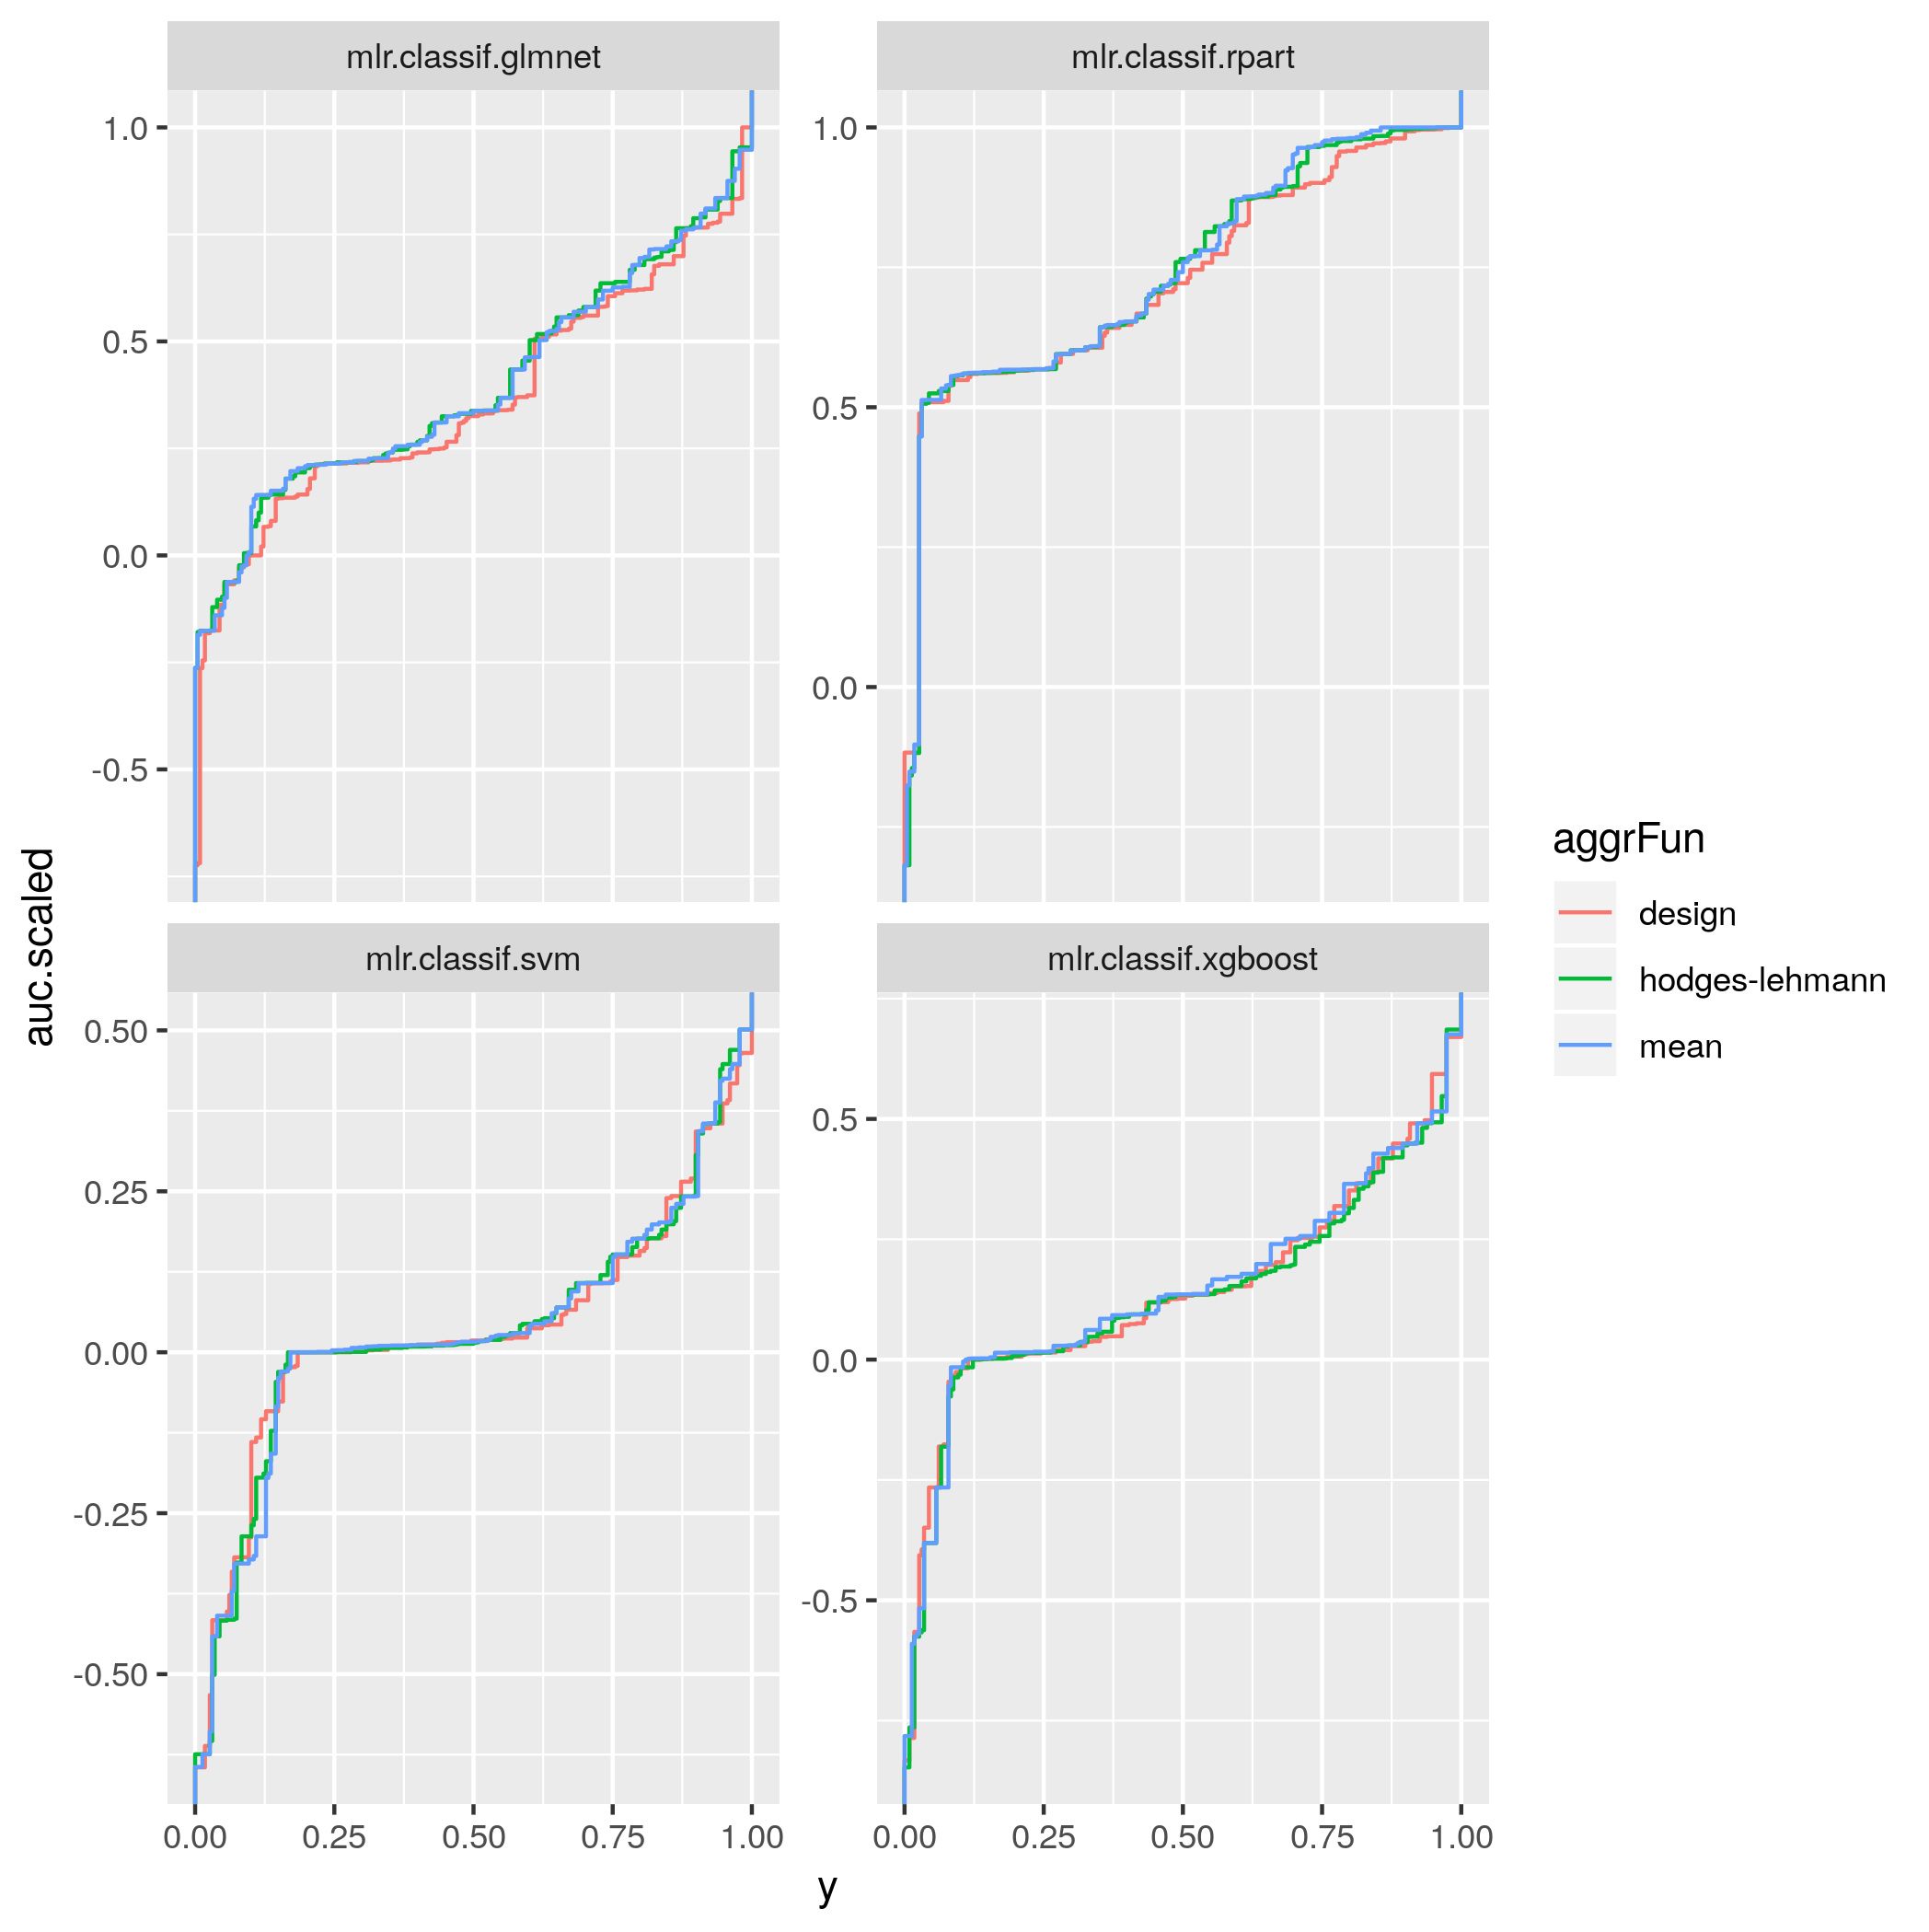 mlr.classif.glmnet
mlr.classif.rpart
1.0
0.5
0.0
-0.5
1.0
0.5
0.0
auc.scaled
mlr.classif.svm
mlr.classif.xgboost
0.50
0.25
0.00
-0.25
-0.50
0.5
0.0
-0.5
0.00 0.25 0.50 0.75 1.00
0.00 0.25 0.50 0.75 1.00
y
aggrFun
design
hodges-lehmann
mean